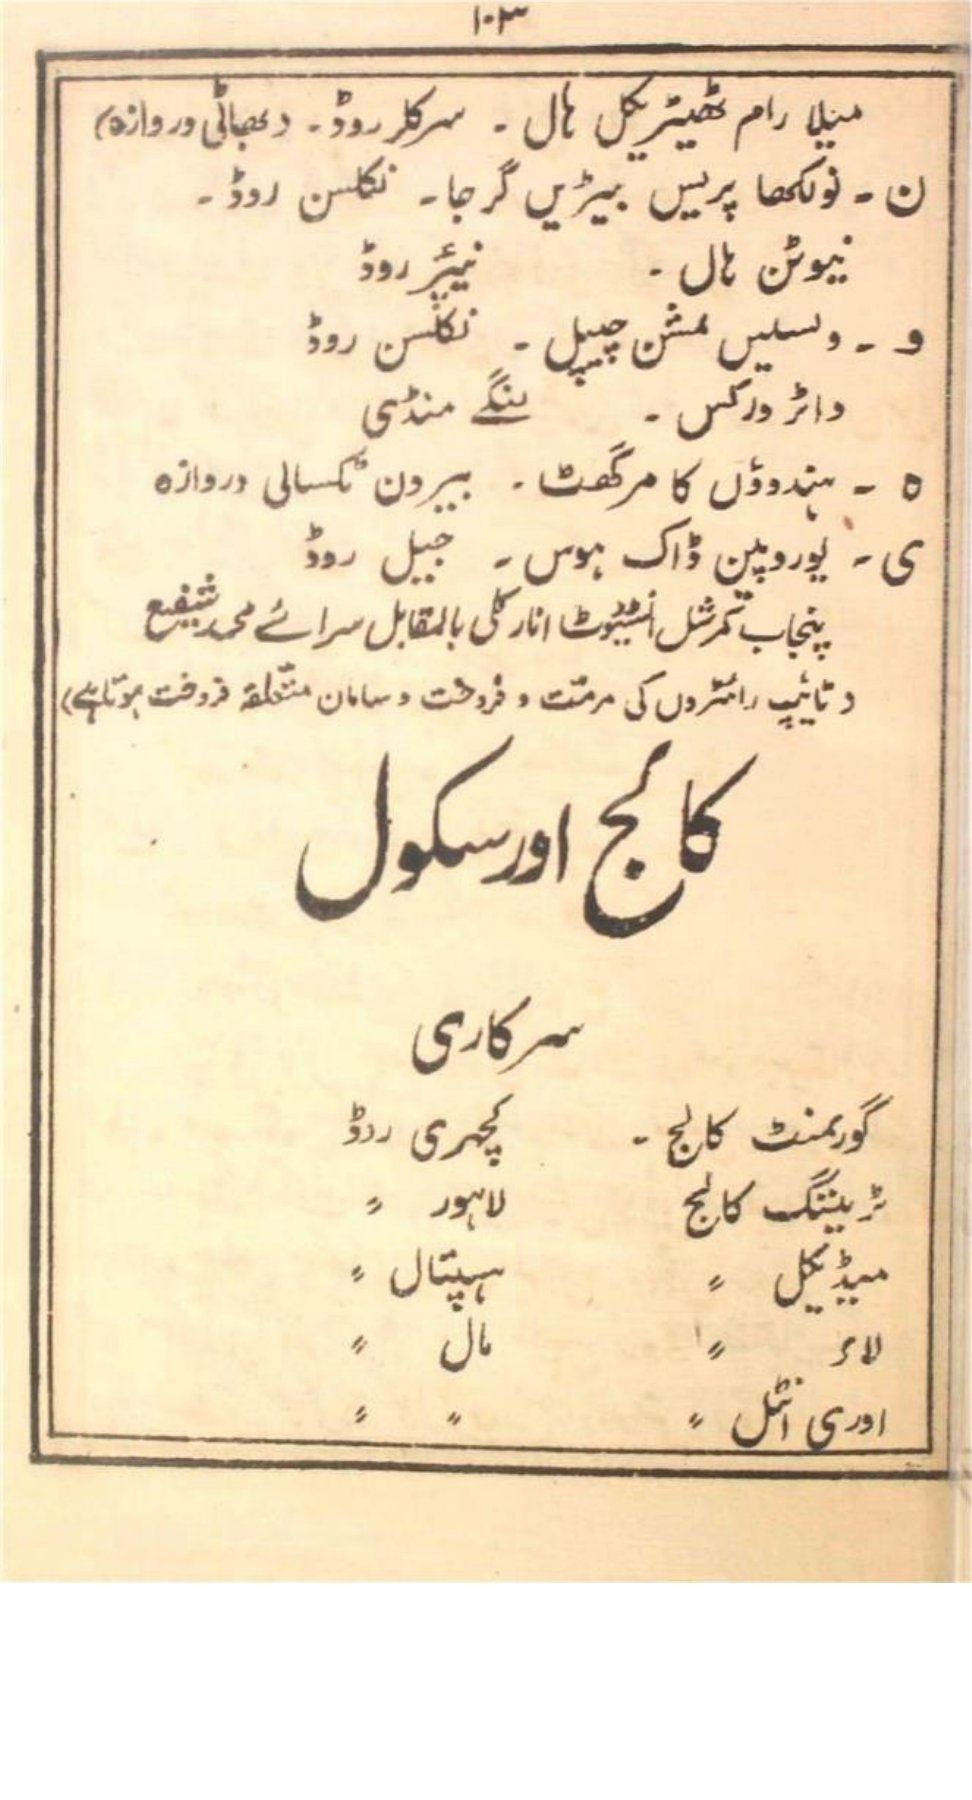 ۱۰۳
میلا رام تھیٹریکل ہال ۔ سرکلر روڈ ۔ (بھاٹی دروازہ)
ن ۔ نولکھا پریس بیٹریں گرجا ۔ نکلسن روڈ ۔
نیوٹن ہال ۔ نیپئر روڈ
و ۔ وسلیں مشن چیپل ۔ نکلسن روڈ
واٹر ورکس ۔ لنگے منڈی
ہ ۔ ہندوؤں کا مرگھٹ ۔ بیرون ٹکسالی دروازہ
ی ۔ یوروپین ڈاک ہوس ۔ جیل روڈ
پنجاب کمرشل انسٹیٹیوٹ انارکلی بالمقابل سرائے محمد شفیع
(ٹائیپ رائٹروں کی مرمّت و فروخت و سامان متعلقہ فروخت ہوتا ہے)
کالج اور سکول
سرکاری
گورنمنٹ کالج ۔ کچہری روڈ
ٹریننگ کالج لاہور 〃
میڈیکل 〃 ہسپتال 〃
لاء 〃 مال 〃
اوری انٹل 〃 〃 〃